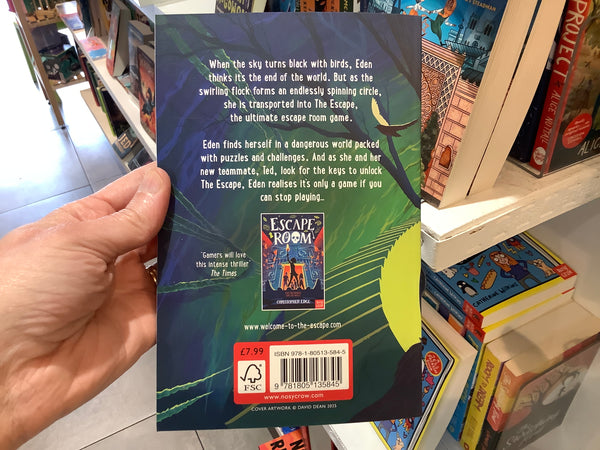 When the sky turns black with birds, Eden
thinks it's the end of the world. But as the
swirling flock forms an endlessly spinning circle,
she is transported into The Escape,
the ultimate escape room game.
Eden finds herself in a dangerous world packed
with puzzles and challenges. And as she and her
new teammate, Ted, look for the keys to unlock
The Escape, Eden realises it's only a game if you
can stop playing...
"Gamers will love
this intense thriller"
The Times
ESCAPE
ROOM
CHRISTOPHER EDGE
www.welcome-to-the-escape.com
£7.99
FSC
ISBN 978-1-80513-584-5
9 781805 135845
www.nosycrow.com
COVER ARTWORK © DAVID DEAN 2025
STEADMAN
PROJECT
ALICE
CATHERINE WILKINS